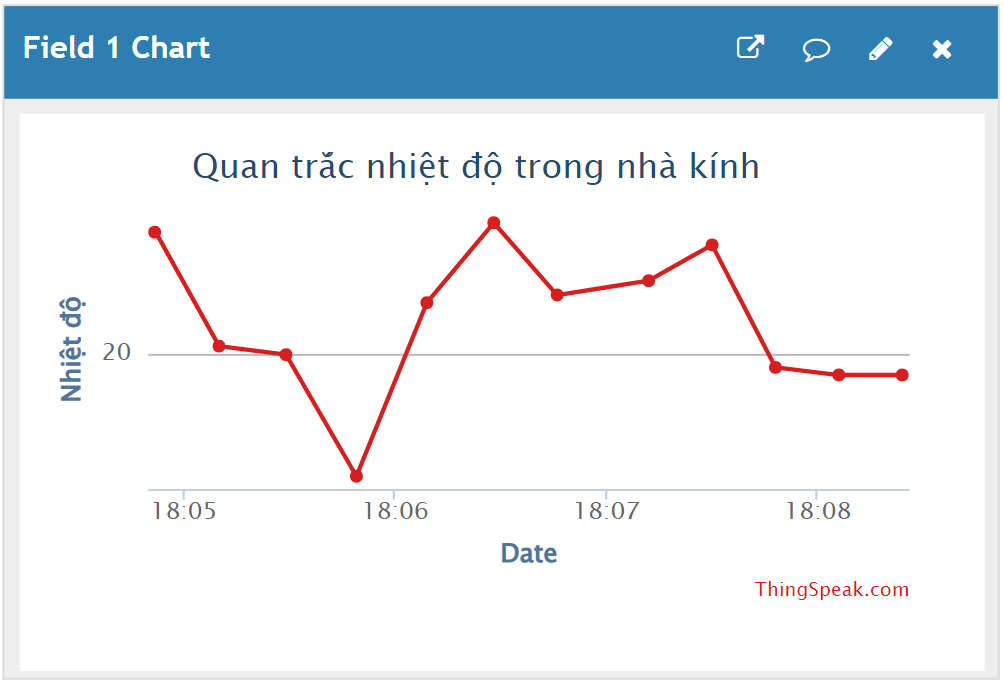 Field 1 Chart
Quan trắc nhiệt độ trong nhà kính
Nhiệt độ
20
18:05 18:06 18:07 18:08
Date
ThingSpeak.com